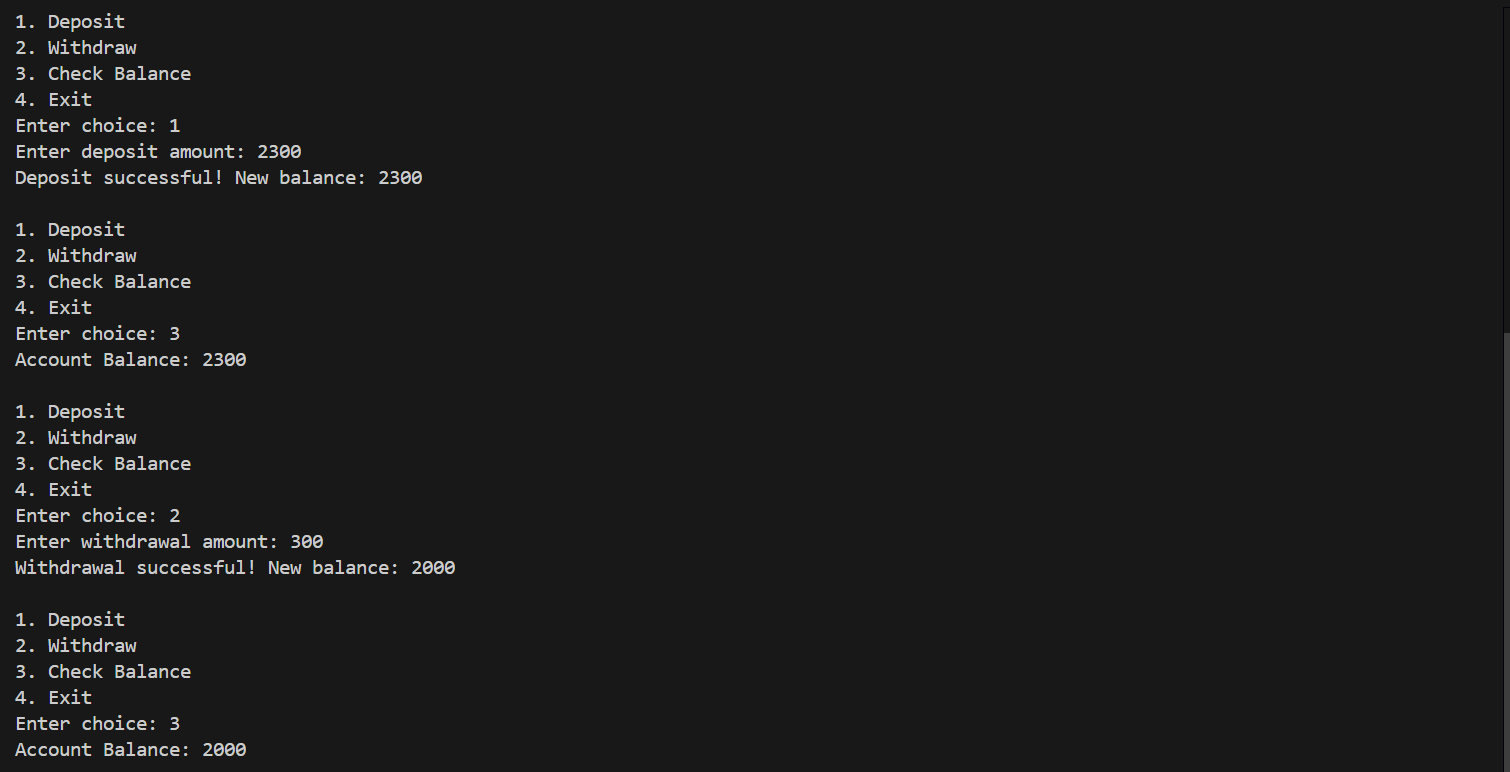 1. Deposit
2. Withdraw
3. Check Balance
4. Exit
Enter choice: 1
Enter deposit amount: 2300
Deposit successful! New balance: 2300

1. Deposit
2. Withdraw
3. Check Balance
4. Exit
Enter choice: 3
Account Balance: 2300

1. Deposit
2. Withdraw
3. Check Balance
4. Exit
Enter choice: 2
Enter withdrawal amount: 300
Withdrawal successful! New balance: 2000

1. Deposit
2. Withdraw
3. Check Balance
4. Exit
Enter choice: 3
Account Balance: 2000